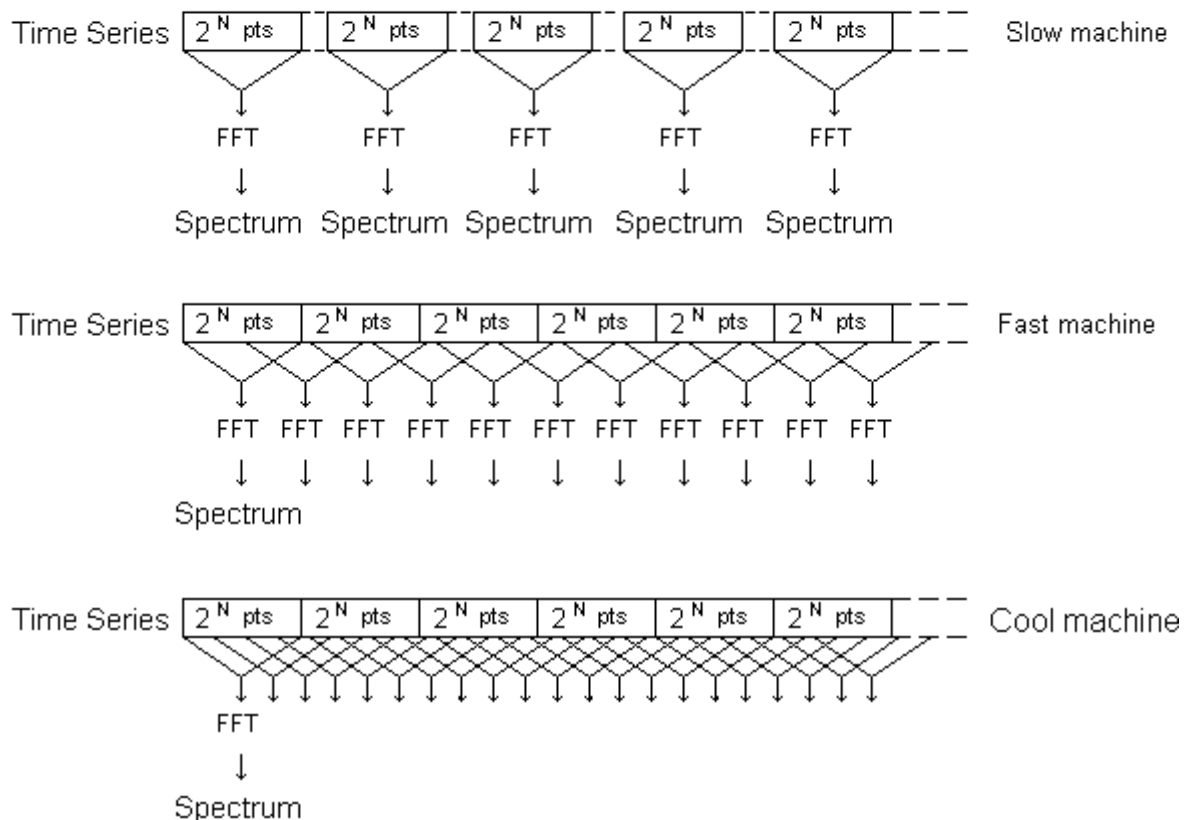 Time Series 2 N pts 2 N pts 2 N pts 2 N pts 2 N pts Slow machine
FFT FFT FFT FFT FFT
Spectrum Spectrum Spectrum Spectrum Spectrum
Time Series 2 N pts 2 N pts 2 N pts 2 N pts 2 N pts 2 N pts Fast machine
FFT FFT FFT FFT FFT FFT FFT FFT FFT FFT FFT
Spectrum
Time Series 2 N pts 2 N pts 2 N pts 2 N pts 2 N pts 2 N pts Cool machine
FFT
Spectrum